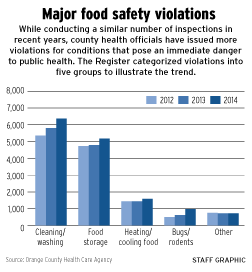 Major food safety violations
While conducting a similar number of inspections in
recent years, county health officials have issued more
violations for conditions that pose an immediate danger
to public health. The Register categorized violations into
five groups to illustrate the trend.
8,000
2012 2013 2014
7,000
6,000
5,000
4,000
3,000
2,000
1,000
0
Cleaning/ Food Heating/ Bugs/ Other
washing storage cooling food rodents
Source: Orange County Health Care Agency STAFF GRAPHIC